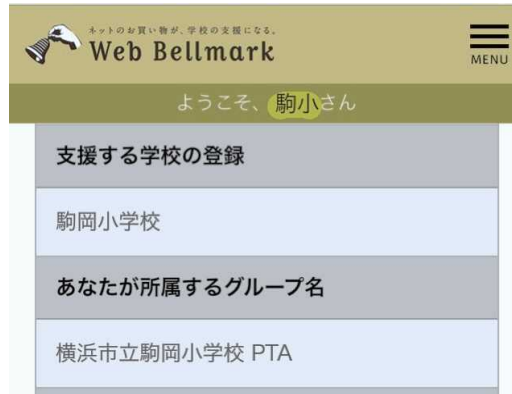 ネットのお買い物が、学校の支援になる。
Web Bellmark
MENU
ようこそ、 駒小さん
支援する学校の登録
駒岡小学校
あなたが所属するグループ名
横浜市立駒岡小学校 PTA